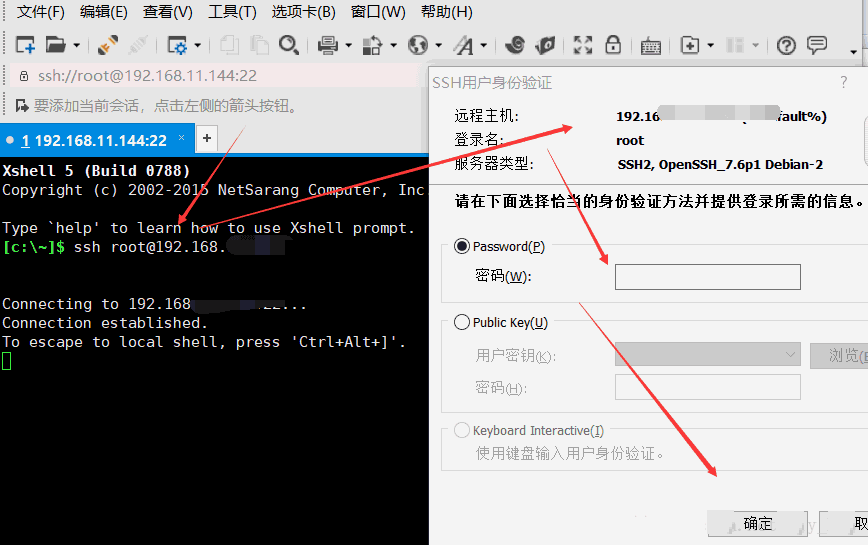 文件(F) 编辑(E) 查看(V) 工具(T) 选项卡(B) 窗口(W) 帮助(H)
ssh://root@192.168.11.144:22
要添加当前会话，点击左侧的箭头按钮。
1 192.168.11.144:22 × +
Xshell 5 (Build 0788)
Copyright (c) 2002-2015 NetSarang Computer, Inc.
Type `help' to learn how to use Xshell prompt.
[c:\~]$ ssh root@192.168.
Connecting to 192.168
Connection established.
To escape to local shell, press 'Ctrl+Alt+]'.
SSH用户身份验证 ?
远程主机: 192.16 fault%)
登录名: root
服务器类型: SSH2, OpenSSH_7.6p1 Debian-2
请在下面选择恰当的身份验证方法并提供登录所需的信息。
Password(P)
密码(W):
Public Key(U)
用户密钥(K): 浏览(
密码(H):
Keyboard Interactive(I)
使用键盘输入用户身份验证。
确定 取